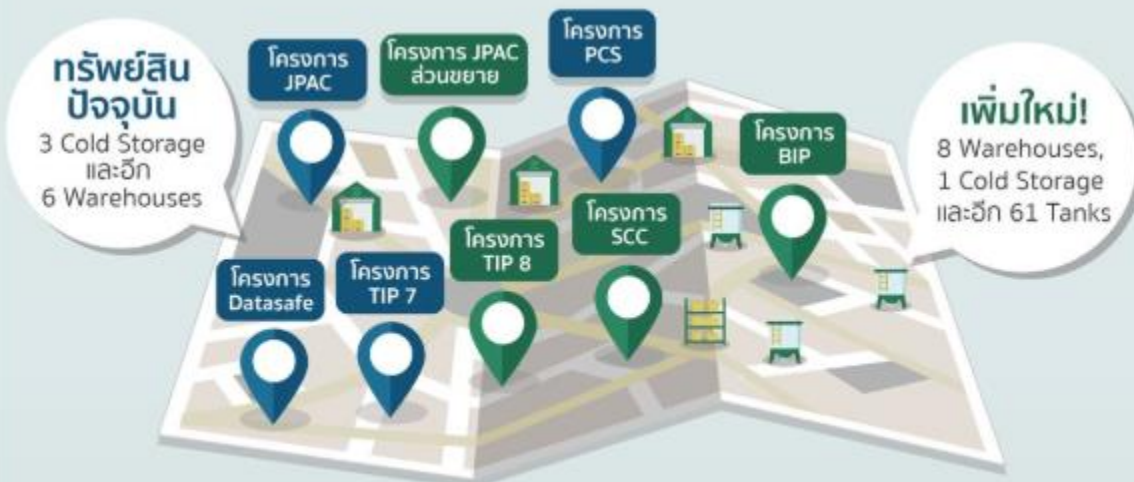 ทรัพย์สิน
ปัจจุบัน
3 Cold Storage
และอีก
6 Warehouses
โครงการ
JPAC
โครงการ JPAC
ส่วนขยาย
โครงการ
PCS
โครงการ
BIP
เพิ่มใหม่!
8 Warehouses,
1 Cold Storage
และอีก 61 Tanks
โครงการ
Datasafe
โครงการ
TIP 7
โครงการ
TIP 8
โครงการ
SCC